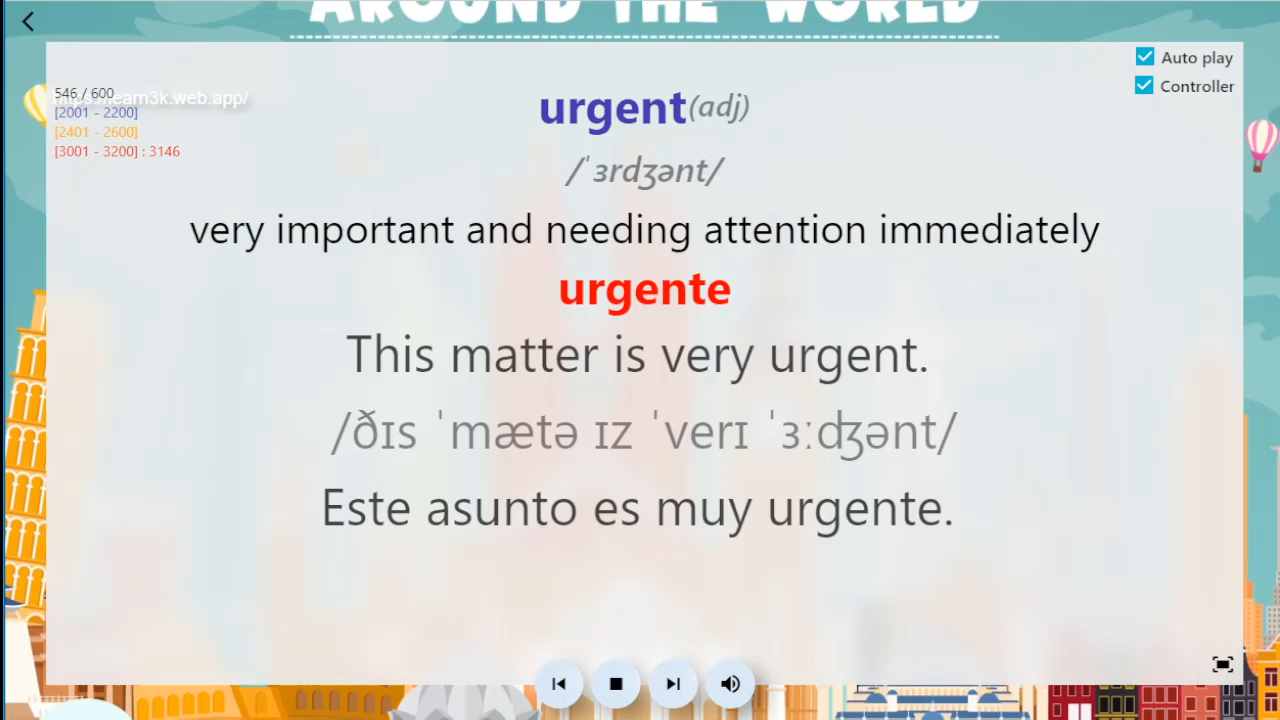 AROUND THE WORLD
Auto play
Controller
546 / 600
https://learn3k.web.app/
[2001 - 2200]
[2401 - 2600]
[3001 - 3200] : 3146
urgent(adj)
/ˈɜrdʒənt/
very important and needing attention immediately
urgente
This matter is very urgent.
/ðɪs ˈmætə ɪz ˈverɪ ˈɜːʤənt/
Este asunto es muy urgente.